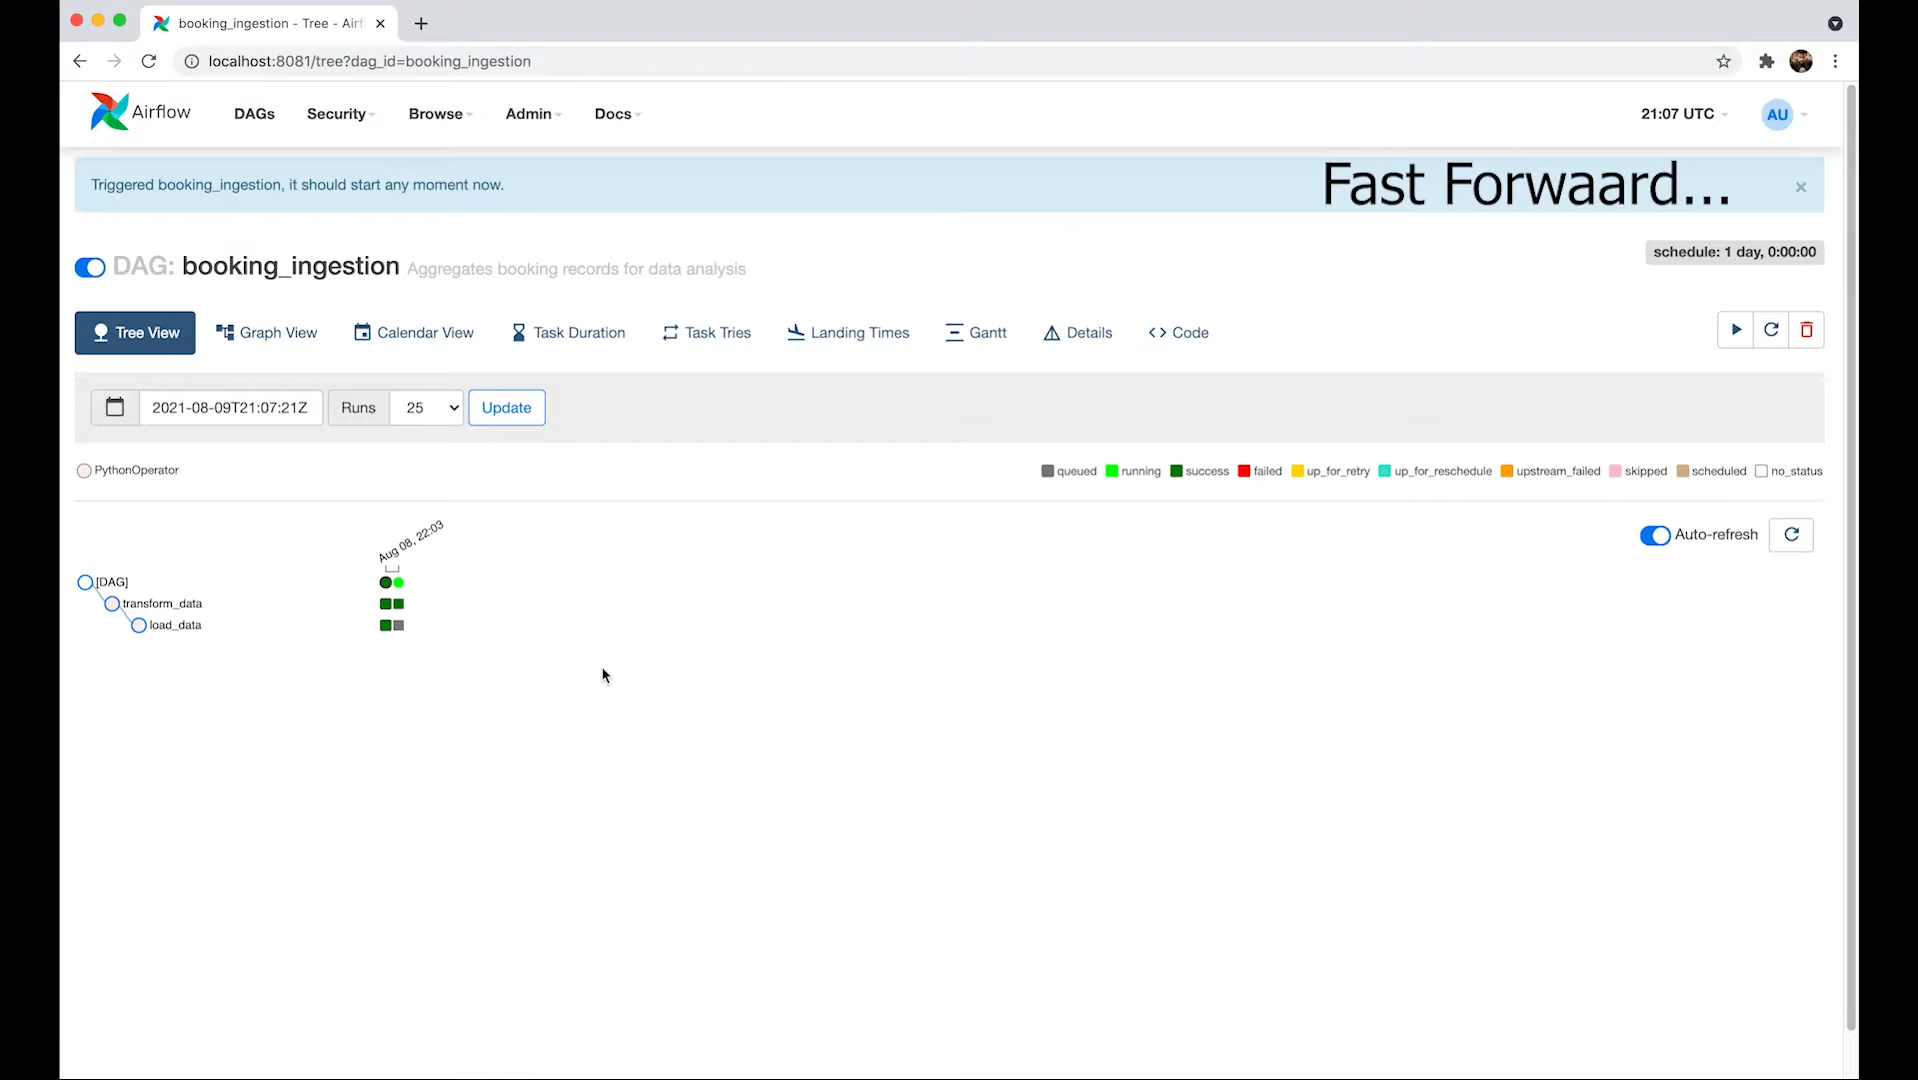 booking_ingestion - Tree - Airf
localhost:8081/tree?dag_id=booking_ingestion
Airflow DAGs Security Browse Admin Docs 21:07 UTC AU
Triggered booking_ingestion, it should start any moment now.
Fast Forwaard...
×
DAG: booking_ingestion Aggregates booking records for data analysis
schedule: 1 day, 0:00:00
Tree View Graph View Calendar View Task Duration Task Tries Landing Times Gantt Details Code
2021-08-09T21:07:21Z Runs 25 Update
PythonOperator queued running success failed up_for_retry up_for_reschedule upstream_failed skipped scheduled no_status
Auto-refresh
Aug 08, 22:03
[DAG]
transform_data
load_data